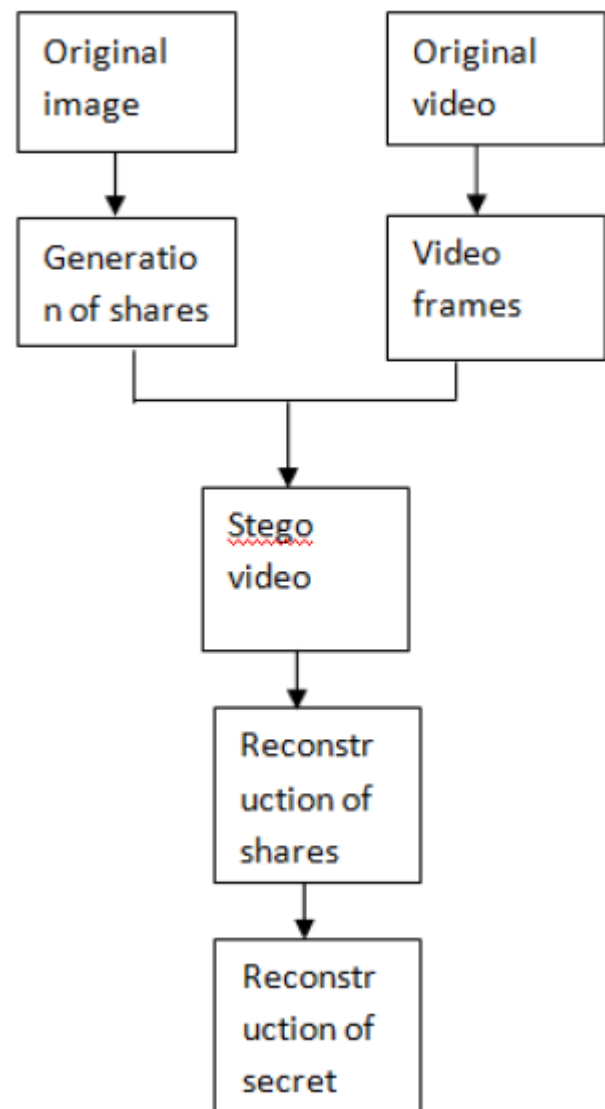 Original
image
Original
video
Generatio
n of shares
Video
frames
Stego
video
Reconstr
uction of
shares
Reconstr
uction of
secret